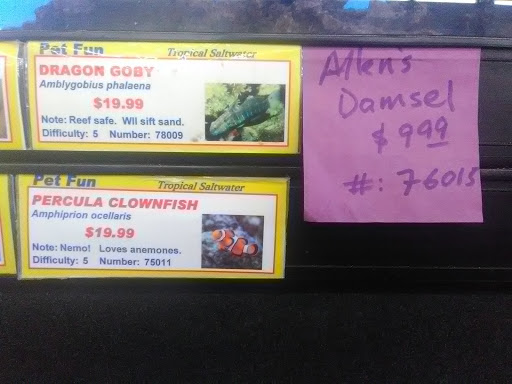 Pet Fun Tropical Saltwater
DRAGON GOBY
Amblygobius phalaena
$19.99
Note: Reef safe. WIl sift sand.
Difficulty: 5 Number: 78009
Pet Fun Tropical Saltwater
PERCULA CLOWNFISH
Amphiprion ocellaris
$19.99
Note: Nemo! Loves anemones.
Difficulty: 5 Number: 75011
Allen's
Damsel
$ 9 99
#: 76015